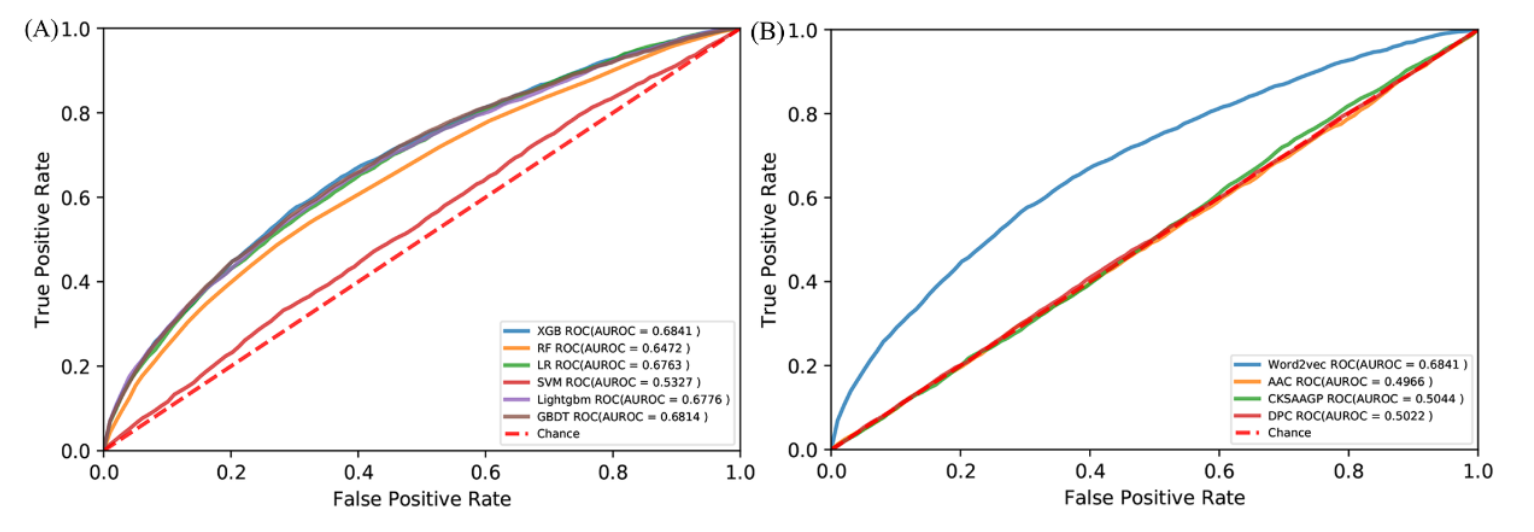 (A)
1.0
0.8
0.6
0.4
0.2
0.0
True Positive Rate
XGB ROC(AUROC = 0.6841 )
RF ROC(AUROC = 0.6472 )
LR ROC(AUROC = 0.6763 )
SVM ROC(AUROC = 0.5327 )
Lightgbm ROC(AUROC = 0.6776 )
GBDT ROC(AUROC = 0.6814 )
Chance
0.0 0.2 0.4 0.6 0.8 1.0
False Positive Rate
(B)
1.0
0.8
0.6
0.4
0.2
0.0
True Positive Rate
Word2vec ROC(AUROC = 0.6841 )
AAC ROC(AUROC = 0.4966 )
CKSAAGP ROC(AUROC = 0.5044 )
DPC ROC(AUROC = 0.5022 )
Chance
0.0 0.2 0.4 0.6 0.8 1.0
False Positive Rate